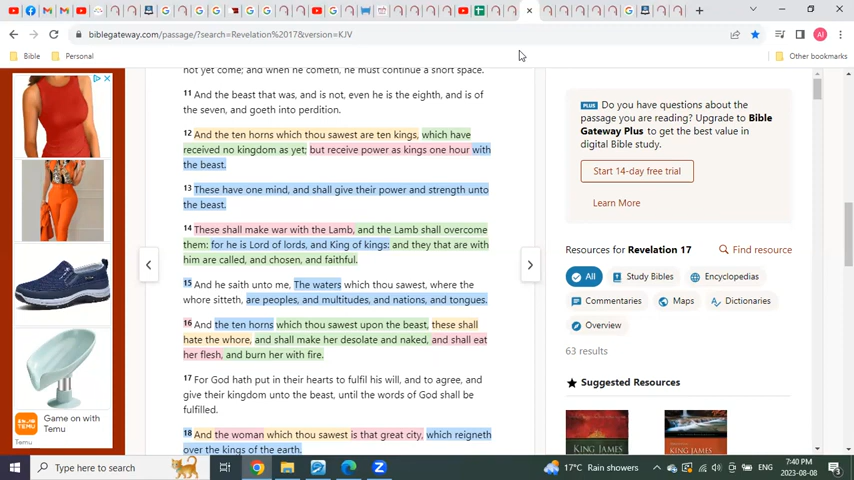 biblegateway.com/passage/?search=Revelation%2017&version=KJV
AI
Bible
Personal
Other bookmarks
not yet come; and when he cometh, he must continue a short space.
11 And the beast that was, and is not, even he is the eighth, and is of
the seven, and goeth into perdition.
12 And the ten horns which thou sawest are ten kings, which have
received no kingdom as yet; but receive power as kings one hour with
the beast.
13 These have one mind, and shall give their power and strength unto
the beast.
14 These shall make war with the Lamb, and the Lamb shall overcome
them: for he is Lord of lords, and King of kings: and they that are with
him are called, and chosen, and faithful.
15 And he saith unto me, The waters which thou sawest, where the
whore sitteth, are peoples, and multitudes, and nations, and tongues.
16 And the ten horns which thou sawest upon the beast, these shall
hate the whore, and shall make her desolate and naked, and shall eat
her flesh, and burn her with fire.
17 For God hath put in their hearts to fulfil his will, and to agree, and
give their kingdom unto the beast, until the words of God shall be
fulfilled.
18 And the woman which thou sawest is that great city, which reigneth
over the kings of the earth.
Game on with
Temu
Temu
PLUS Do you have questions about the
passage you are reading? Upgrade to Bible
Gateway Plus to get the best value in
digital Bible study.
Start 14-day free trial
Learn More
Resources for Revelation 17
Find resource
All
Study Bibles
Encyclopedias
Commentaries
Maps
Dictionaries
Overview
63 results
Suggested Resources
KING JAMES
KING JAMES
Type here to search
17°C Rain showers
ENG
7:40 PM
2023-08-08